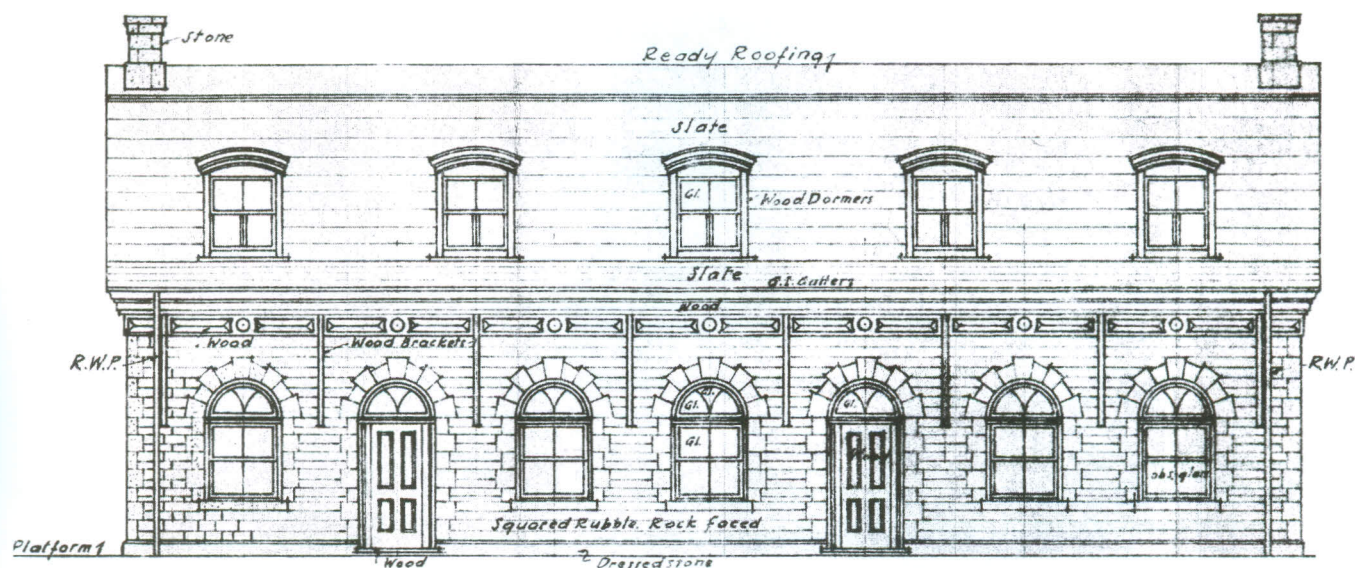 Stone
Ready Roofing
Slate
Gl.
Wood Dormers
Slate
G.I. Gutters
Wood
Wood
Wood Brackets
R.W.P.
R.W.P.
Gl.
Gl.
Gl.
Gl.
Wood
obs. glass
Squared Rubble. Rock faced
Platform
Wood
Dressed stone